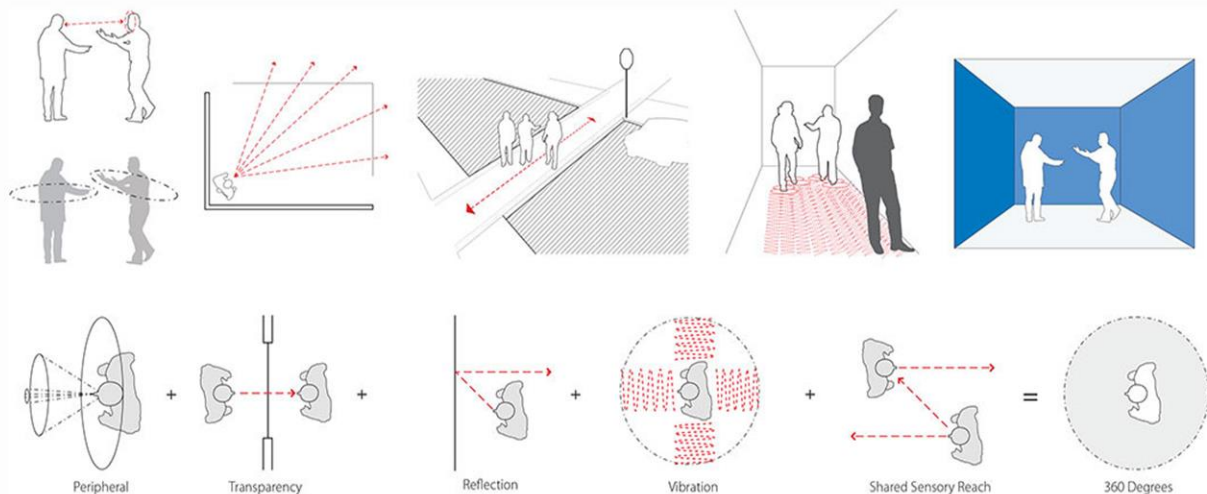 Peripheral + Transparency + Reflection + Vibration + Shared Sensory Reach = 360 Degrees